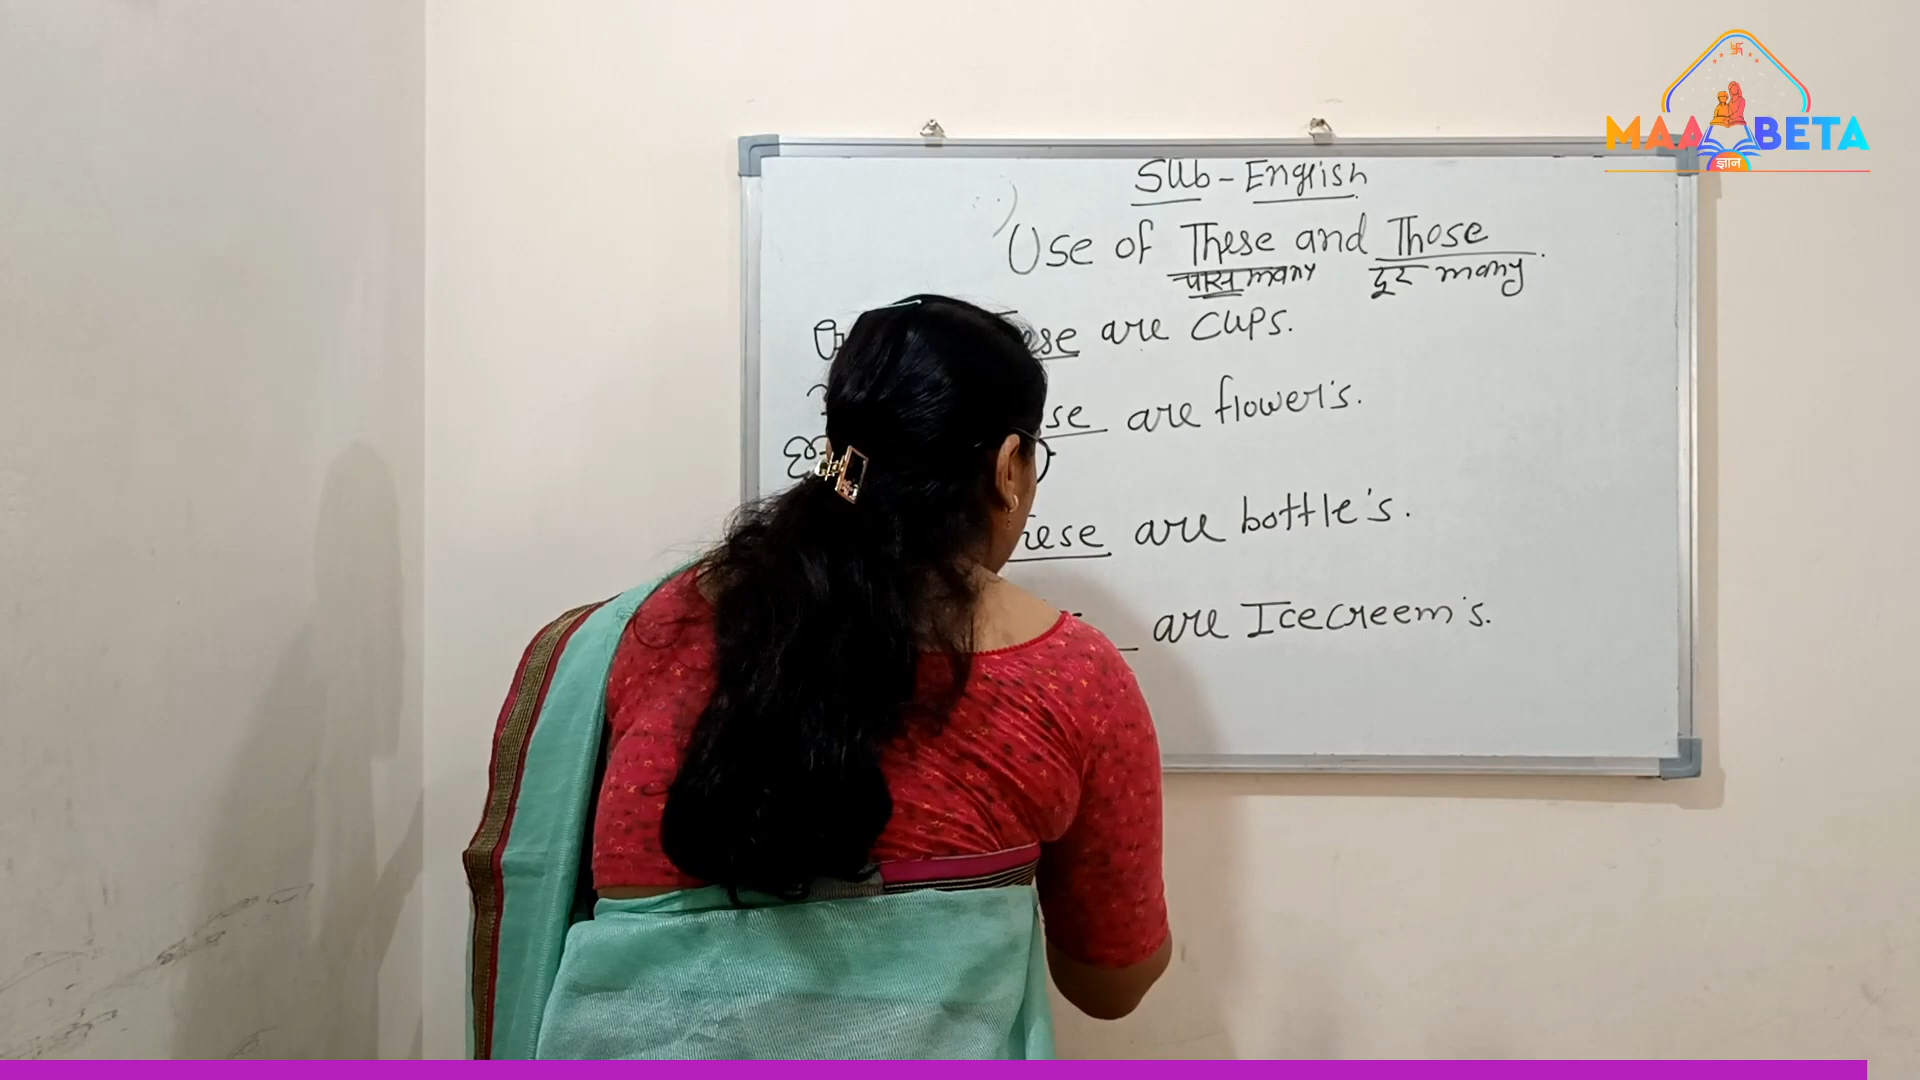 MAA BETA
ज्ञान
Sub - English
Use of These and Those.
पास many दूर many
are cups.
are flower's.
These are bottle's.
are Icecreem's.